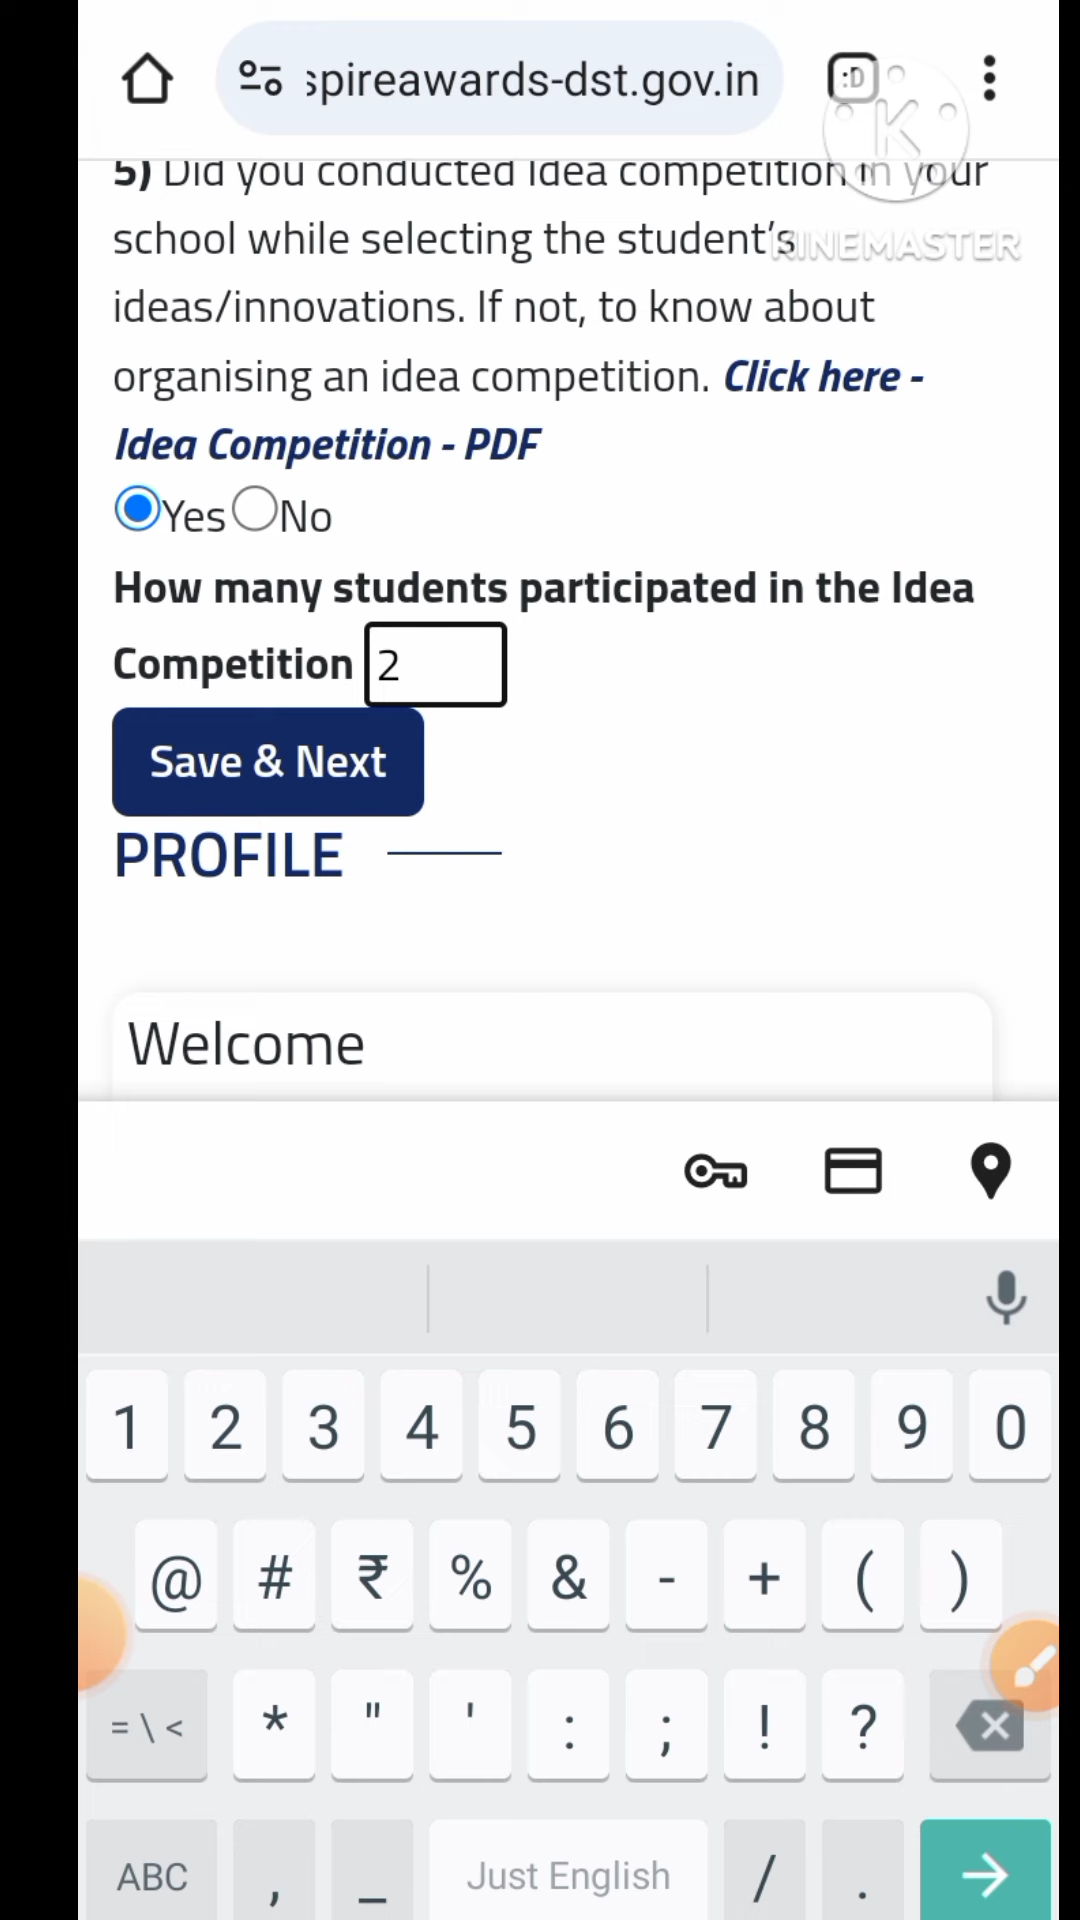 spireawards-dst.gov.in
:D
K
KINEMASTER
5) Did you conducted Idea competition in your
school while selecting the student’s
ideas/innovations. If not, to know about
organising an idea competition. Click here -
Idea Competition - PDF
Yes No
How many students participated in the Idea
Competition 2
Save & Next
PROFILE
Welcome
1 2 3 4 5 6 7 8 9 0
@ # ₹ % & - + ( )
= \ < * " ' : ; ! ?
ABC , _ Just English / .